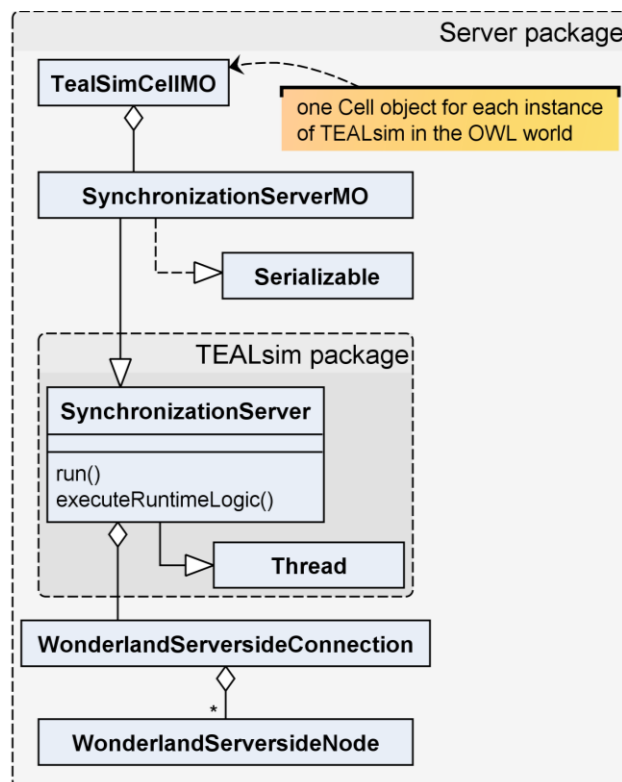 Server package
TealSimCellMO
one Cell object for each instance
of TEALsim in the OWL world
SynchronizationServerMO
Serializable
TEALsim package
SynchronizationServer
run()
executeRuntimeLogic()
Thread
WonderlandServersideConnection
*
WonderlandServersideNode